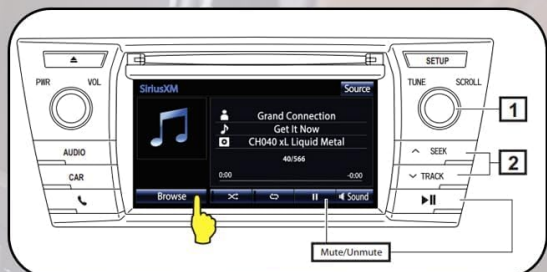 SETUP
PWR VOL
TUNE SCROLL
SiriusXM
Source
Grand Connection
Get It Now
CH040 xL Liquid Metal
40/566
0:00 -0:00
Browse
Sound
AUDIO
CAR
SEEK
TRACK
1
2
Mute/Unmute